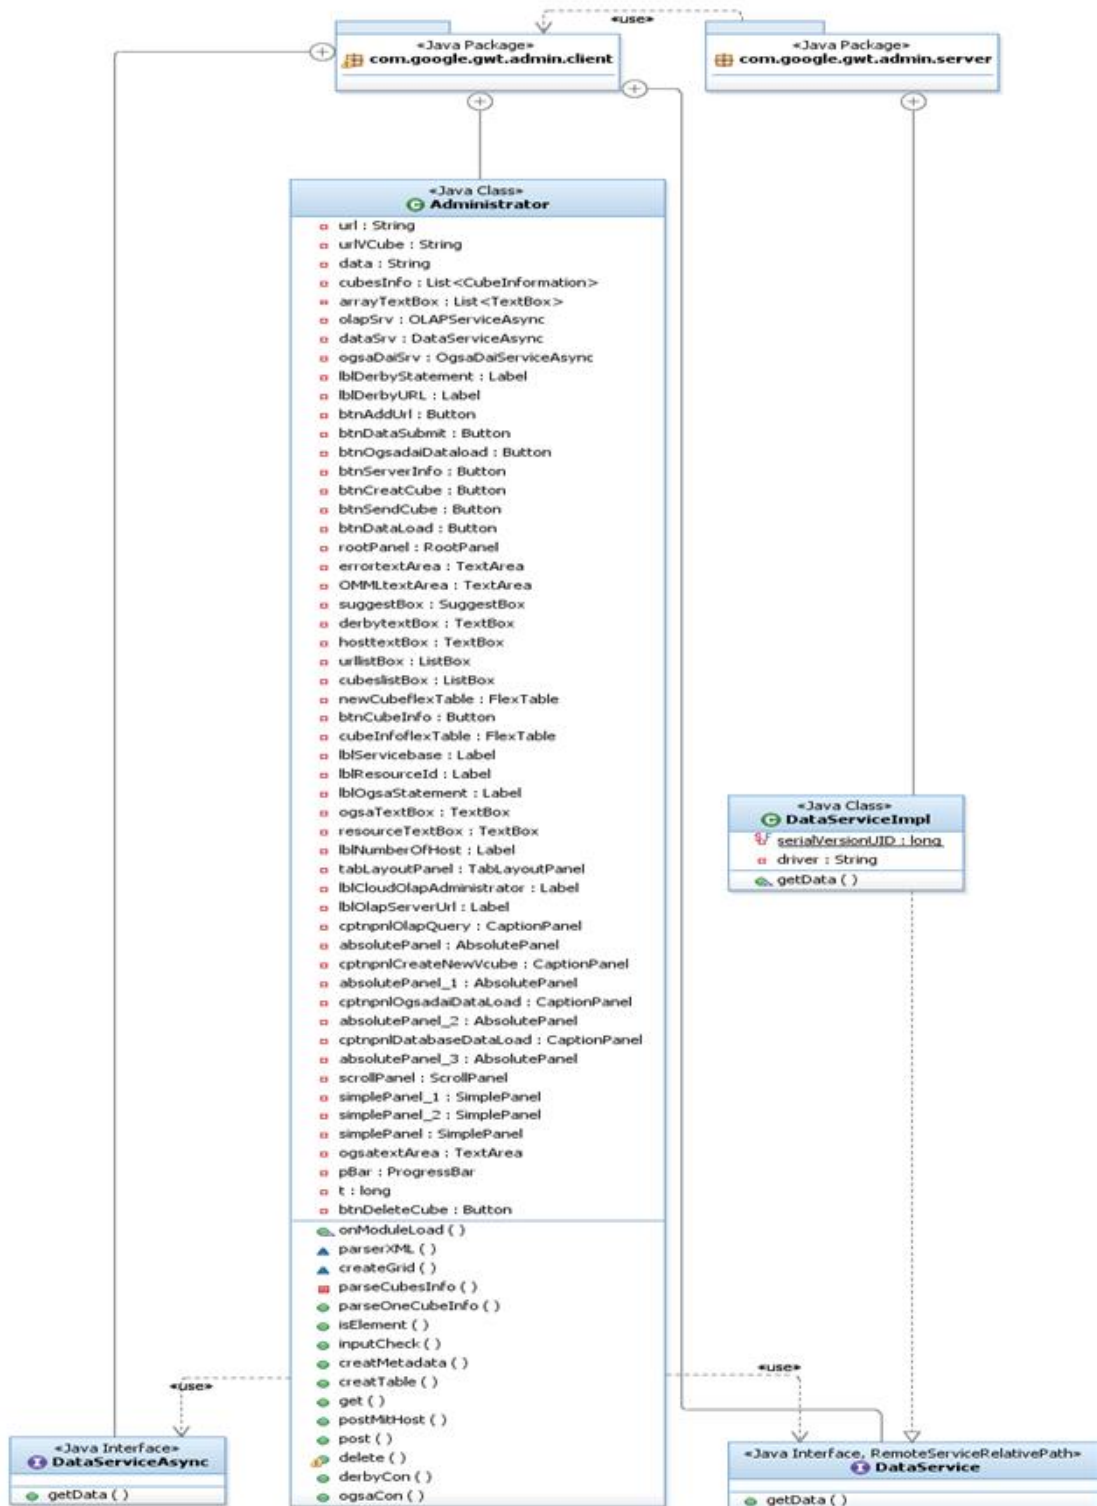 «use»
«Java Package»
com.google.gwt.admin.client
«Java Package»
com.google.gwt.admin.server
«Java Class»
Administrator
url : String
urlVCube : String
data : String
cubesInfo : List<CubeInformation>
arrayTextBox : List<TextBox>
olapSrv : OLAPServiceAsync
dataSrv : DataServiceAsync
ogsaDaiSrv : OgsaDaiServiceAsync
lblDerbyStatement : Label
lblDerbyURL : Label
btnAddUrl : Button
btnDataSubmit : Button
btnOgsadaiDataload : Button
btnServerInfo : Button
btnCreatCube : Button
btnSendCube : Button
btnDataLoad : Button
rootPanel : RootPanel
errortextArea : TextArea
OMMLtextArea : TextArea
suggestBox : SuggestBox
derbytextBox : TextBox
hosttextBox : TextBox
urllistBox : ListBox
cubeslistBox : ListBox
newCubeflexTable : FlexTable
btnCubeInfo : Button
cubeInfoflexTable : FlexTable
lblServicebase : Label
lblResourceId : Label
lblOgsaStatement : Label
ogsaTextBox : TextBox
resourceTextBox : TextBox
lblNumberOfHost : Label
tabLayoutPanel : TabLayoutPanel
lblCloudOlapAdministrator : Label
lblOlapServerUrl : Label
cptnpnlOlapQuery : CaptionPanel
absolutePanel : AbsolutePanel
cptnpnlCreateNewVcube : CaptionPanel
absolutePanel_1 : AbsolutePanel
cptnpnlOgsadaiDataLoad : CaptionPanel
absolutePanel_2 : AbsolutePanel
cptnpnlDatabaseDataLoad : CaptionPanel
absolutePanel_3 : AbsolutePanel
scrollPanel : ScrollPanel
simplePanel_1 : SimplePanel
simplePanel_2 : SimplePanel
simplePanel : SimplePanel
ogsatextArea : TextArea
pBar : ProgressBar
t : long
btnDeleteCube : Button
onModuleLoad ( )
parserXML ( )
createGrid ( )
parseCubesInfo ( )
parseOneCubeInfo ( )
isElement ( )
inputCheck ( )
creatMetadata ( )
creatTable ( )
get ( )
postMitHost ( )
post ( )
delete ( )
derbyCon ( )
ogsaCon ( )
«Java Class»
DataServiceImpl
serialVersionUID : long
driver : String
getData ( )
«use»
«use»
«Java Interface»
DataServiceAsync
getData ( )
«Java Interface, RemoteServiceRelativePath»
DataService
getData ( )